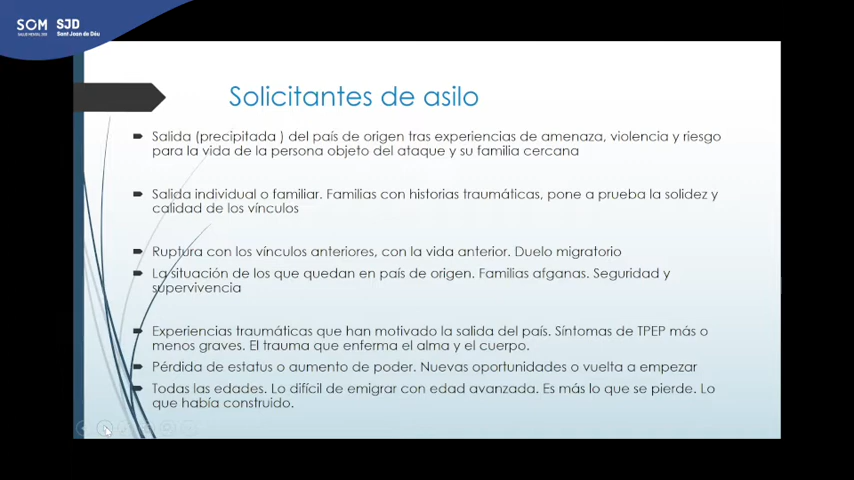 SOM
SALUD MENTAL 360
SJD
Sant Joan de Déu
Solicitantes de asilo
Salida (precipitada ) del país de origen tras experiencias de amenaza, violencia y riesgo
para la vida de la persona objeto del ataque y su familia cercana
Salida individual o familiar. Familias con historias traumáticas, pone a prueba la solidez y
calidad de los vínculos
Ruptura con los vínculos anteriores, con la vida anterior. Duelo migratorio
La situación de los que quedan en país de origen. Familias afganas. Seguridad y
supervivencia
Experiencias traumáticas que han motivado la salida del país. Síntomas de TPEP más o
menos graves. El trauma que enferma el alma y el cuerpo.
Pérdida de estatus o aumento de poder. Nuevas oportunidades o vuelta a empezar
Todas las edades. Lo difícil de emigrar con edad avanzada. Es más lo que se pierde. Lo
que había construido.